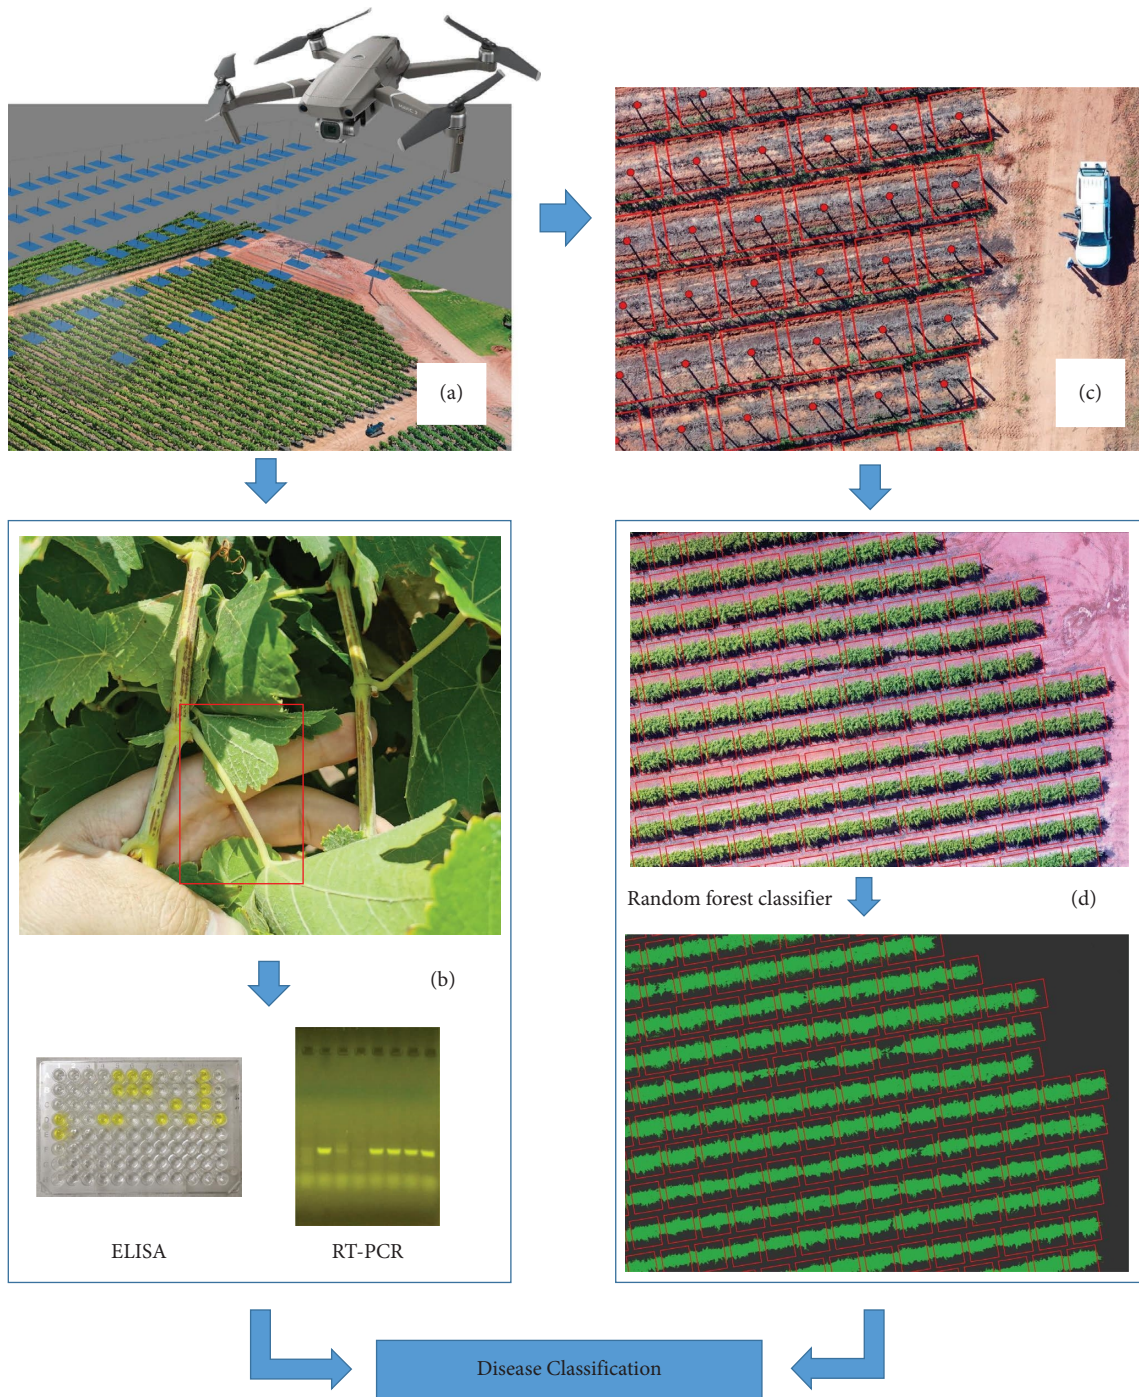 (a)
(c)
Random forest classifier
(d)
(b)
ELISA
RT-PCR
Disease Classification